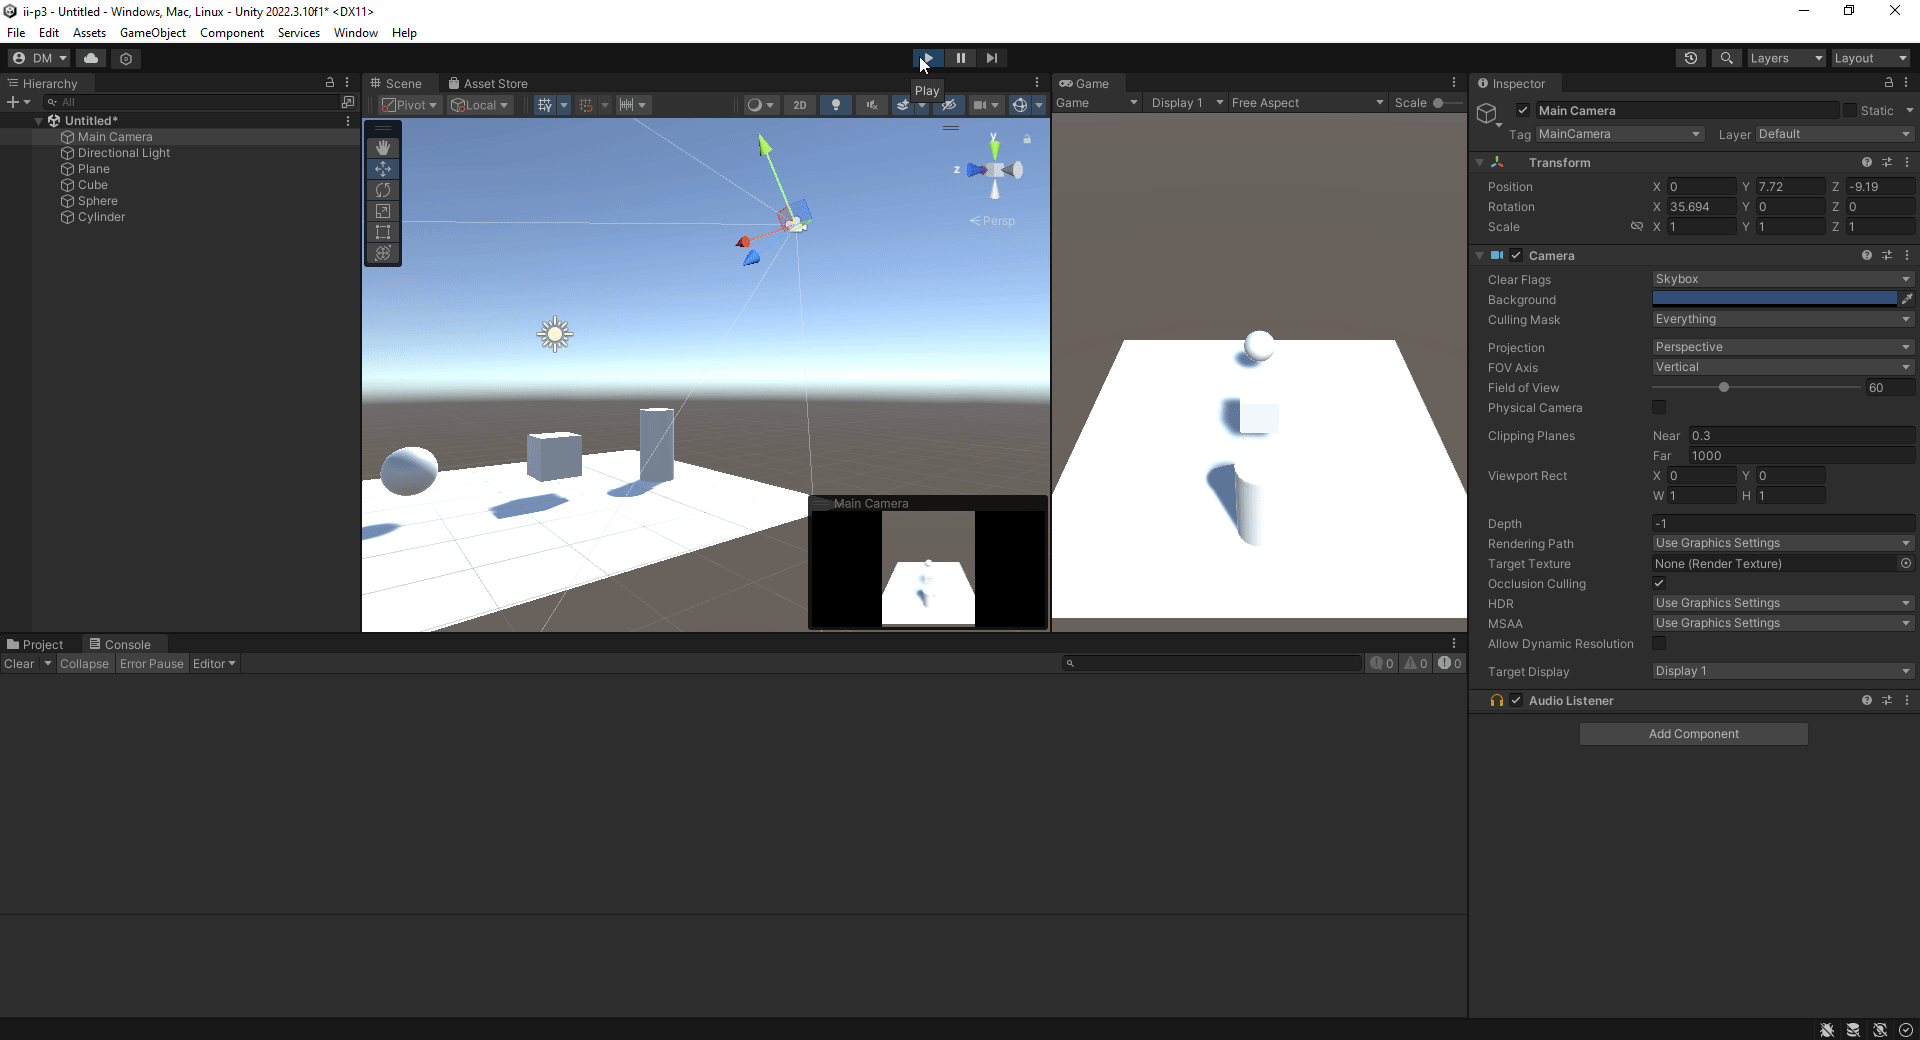 ii-p3 - Untitled - Windows, Mac, Linux - Unity 2022.3.10f1* <DX11>
File Edit Assets GameObject Component Services Window Help
DM
Layers Layout
Play
Hierarchy
All
Untitled*
Main Camera
Directional Light
Plane
Cube
Sphere
Cylinder
Scene Asset Store
Pivot Local 2D
y
z
Persp
Main Camera
Game
Game Display 1 Free Aspect Scale
Inspector
Main Camera Static
Tag MainCamera Layer Default
Transform
Position X 0 Y 7.72 Z -9.19
Rotation X 35.694 Y 0 Z 0
Scale X 1 Y 1 Z 1
Camera
Clear Flags Skybox
Background
Culling Mask Everything
Projection Perspective
FOV Axis Vertical
Field of View 60
Physical Camera
Clipping Planes Near 0.3
Far 1000
Viewport Rect X 0 Y 0
W 1 H 1
Depth -1
Rendering Path Use Graphics Settings
Target Texture None (Render Texture)
Occlusion Culling
HDR Use Graphics Settings
MSAA Use Graphics Settings
Allow Dynamic Resolution
Target Display Display 1
Audio Listener
Add Component
Project Console
Clear Collapse Error Pause Editor 0 0 0